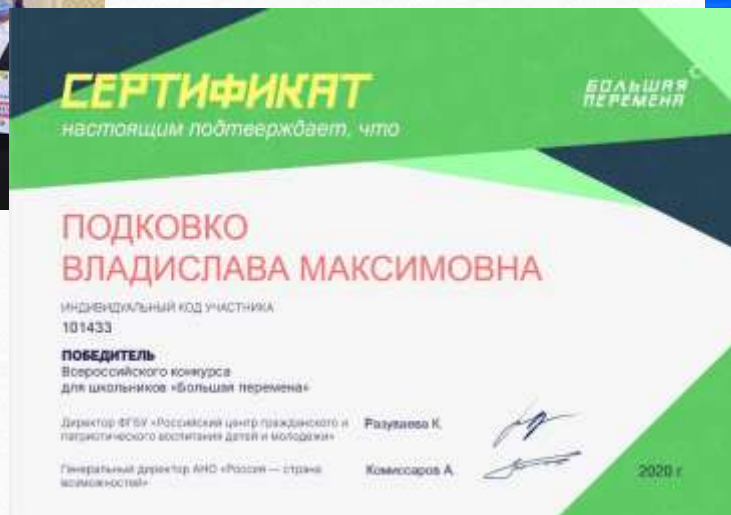 СЕРТИФИКАТ
настоящим подтверждает, что
БОЛЬШАЯ
ПЕРЕМЕНА
ПОДКОВКО
ВЛАДИСЛАВА МАКСИМОВНА
ИНДИВИДУАЛЬНЫЙ КОД УЧАСТНИКА
101433
ПОБЕДИТЕЛЬ
Всероссийского конкурса
для школьников «Большая перемена»
Директор ФГБУ «Российский центр гражданского и
патриотического воспитания детей и молодежи»
Разуваева К.
Генеральный директор АНО «Россия — страна
возможностей»
Комиссаров А.
2020 г.